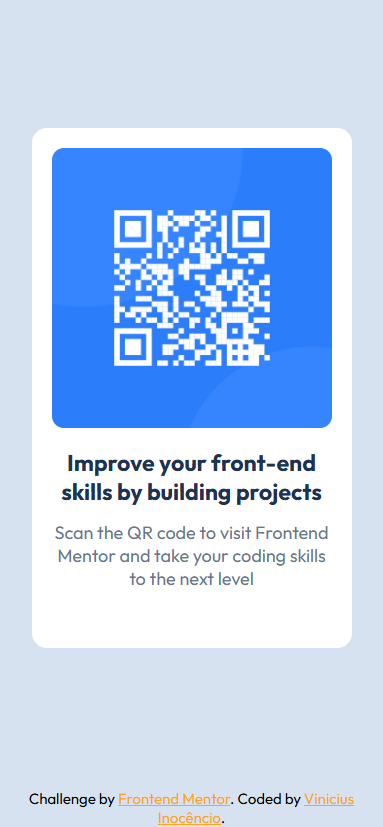 Improve your front-end
skills by building projects
Scan the QR code to visit Frontend
Mentor and take your coding skills
to the next level
Challenge by Frontend Mentor. Coded by Vinicius
Inocêncio.